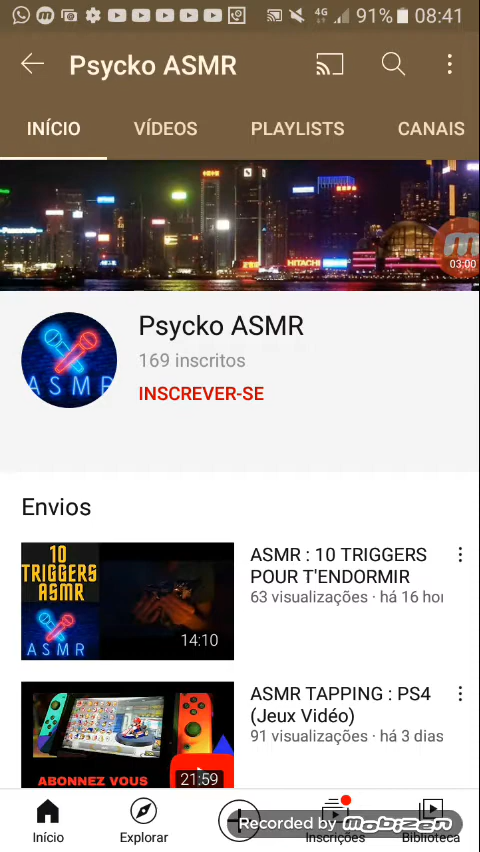 4G 91% 08:41
Psycko ASMR
INÍCIO VÍDEOS PLAYLISTS CANAIS
HITACHI
03:00
Psycko ASMR
169 inscritos
INSCREVER-SE
ASMR
Envios
10
TRIGGERS
ASMR
ASMR
14:10
ASMR : 10 TRIGGERS
POUR T'ENDORMIR
63 visualizações · há 16 hor
ABONNEZ VOUS
21:59
ASMR TAPPING : PS4
(Jeux Vidéo)
91 visualizações · há 3 dias
Início Explorar Inscrições Biblioteca
Recorded by mobizen